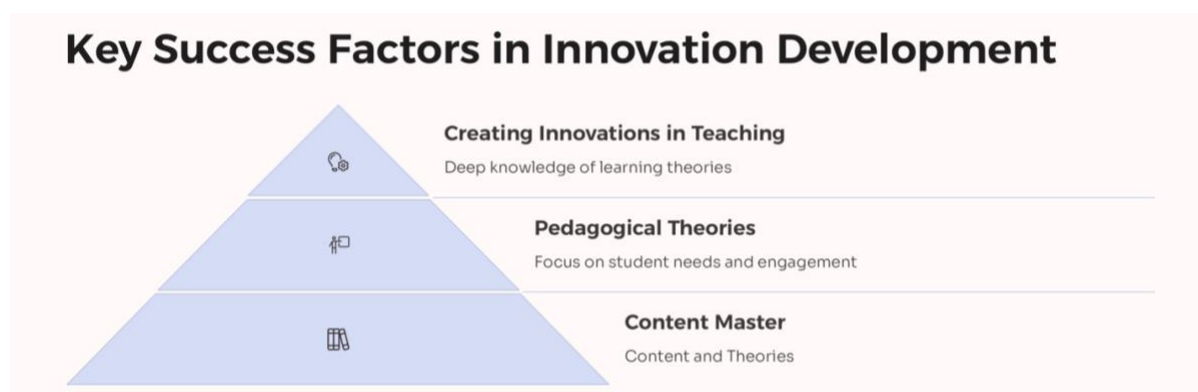 Key Success Factors in Innovation Development
Creating Innovations in Teaching
Deep knowledge of learning theories
Pedagogical Theories
Focus on student needs and engagement
Content Master
Content and Theories